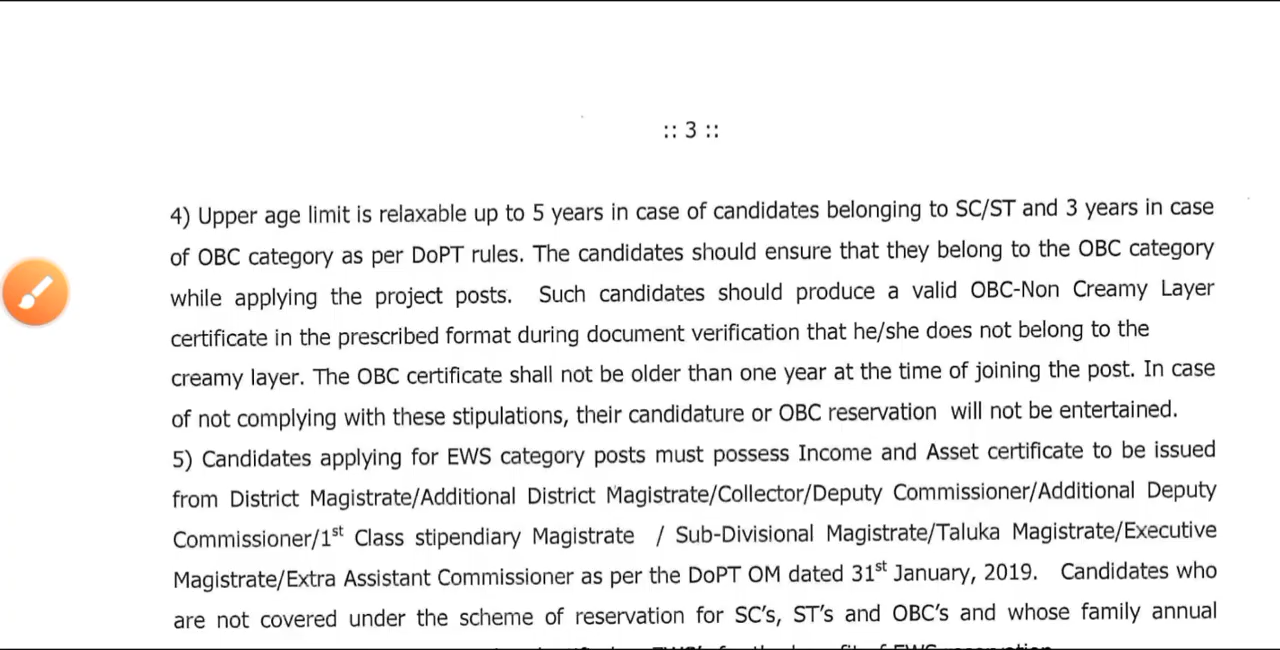 :: 3 ::
4) Upper age limit is relaxable up to 5 years in case of candidates belonging to SC/ST and 3 years in case
of OBC category as per DoPT rules. The candidates should ensure that they belong to the OBC category
while applying the project posts. Such candidates should produce a valid OBC-Non Creamy Layer
certificate in the prescribed format during document verification that he/she does not belong to the
creamy layer. The OBC certificate shall not be older than one year at the time of joining the post. In case
of not complying with these stipulations, their candidature or OBC reservation will not be entertained.
5) Candidates applying for EWS category posts must possess Income and Asset certificate to be issued
from District Magistrate/Additional District Magistrate/Collector/Deputy Commissioner/Additional Deputy
Commissioner/1st Class stipendiary Magistrate / Sub-Divisional Magistrate/Taluka Magistrate/Executive
Magistrate/Extra Assistant Commissioner as per the DoPT OM dated 31st January, 2019. Candidates who
are not covered under the scheme of reservation for SC's, ST's and OBC's and whose family annual